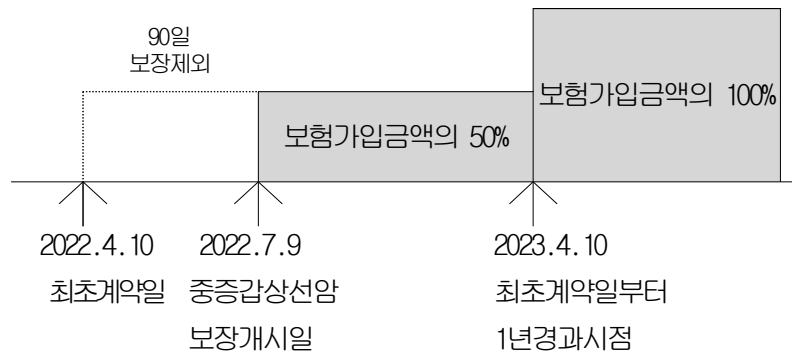 90일
보장제외
보험가입금액의 100%
보험가입금액의 50%
2022.4.10
최초계약일
2022.7.9
중증갑상선암
보장개시일
2023.4.10
최초계약일부터
1년경과시점